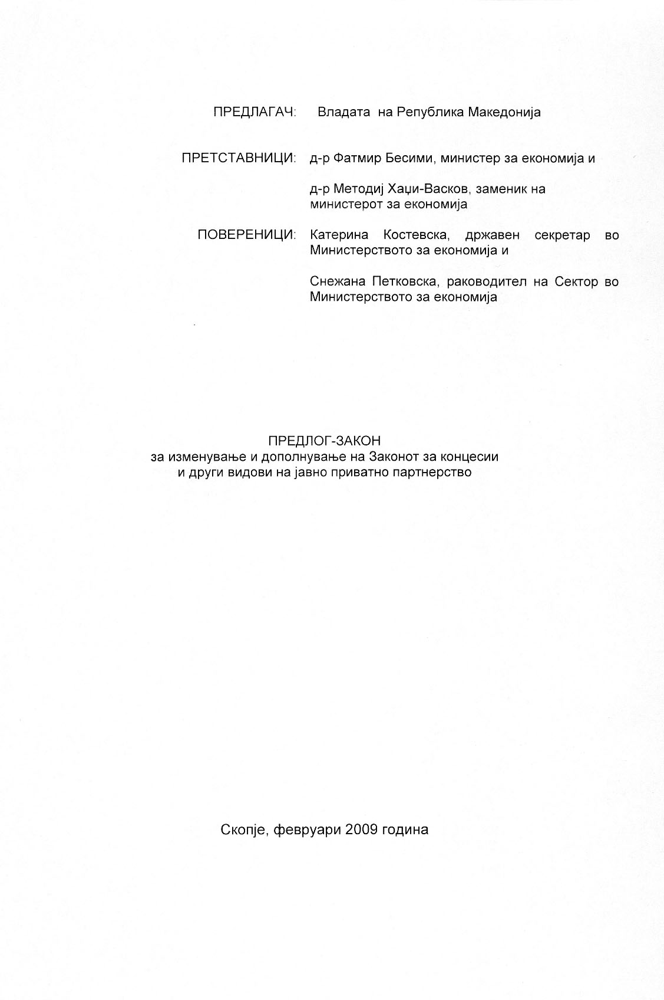 ПРЕДЛАГАЧ: Владата на Република Македонија
ПРЕТСТАВНИЦИ: д-р Фатмир Бесими, министер за економија и
д-р Методиј Хаџи-Васков, заменик на
министерот за економија
ПОВЕРЕНИЦИ: Катерина Костевска, државен секретар во
Министерството за економија и
Снежана Петковска, раководител на Сектор во
Министерството за економија
ПРЕДЛОГ-ЗАКОН
за изменување и дополнување на Законот за концесии
и други видови на јавно приватно партнерство
Скопје, февруари 2009 година